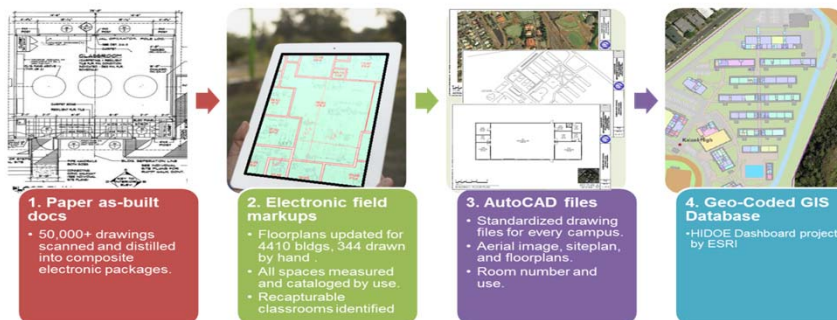 CLASSROOM
1. Paper as-built
docs
• 50,000+ drawings
scanned and distilled
into composite
electronic packages.
2. Electronic field
markups
• Floorplans updated for
4410 bldgs, 344 drawn
by hand .
• All spaces measured
and cataloged by use.
• Recapturable
classrooms identified
3. AutoCAD files
• Standardized drawing
files for every campus.
• Aerial image, siteplan,
and floorplans.
• Room number and
use.
4. Geo-Coded GIS
Database
•HIDOE Dashboard project
by ESRI